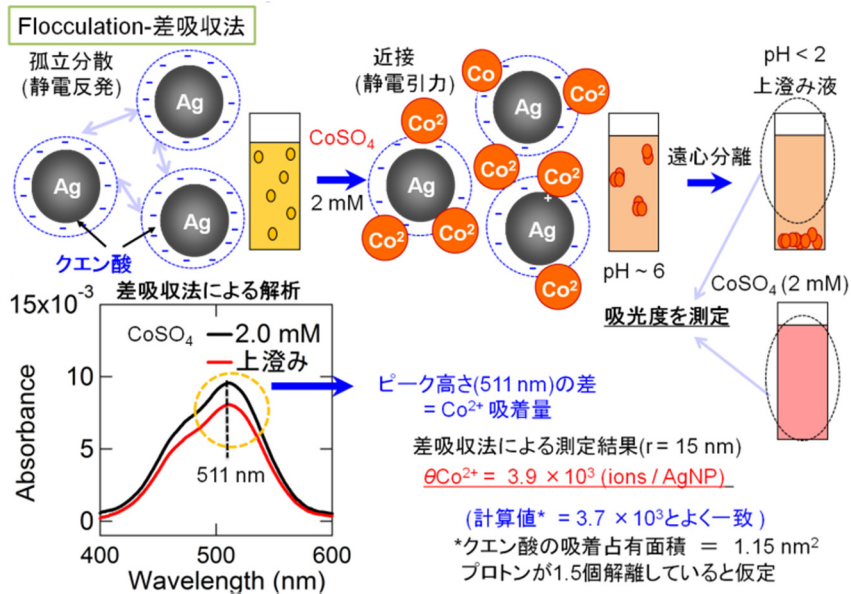 Flocculation-差吸収法
孤立分散
(静電反発)
Ag
Ag
Ag
クエン酸
CoSO₄
2 mM
近接
(静電引力)
Co
Co²
Co²
Co²
Co²
Co²
Co²
Co²
Co²
Ag
Ag
Ag
+
pH ~ 6
遠心分離
pH < 2
上澄み液
CoSO₄ (2 mM)
吸光度を測定
差吸収法による解析
15x10⁻³
10
5
0
400
500
600
Absorbance
Wavelength (nm)
CoSO₄
2.0 mM
上澄み
511 nm
ピーク高さ(511 nm)の差
= Co²⁺ 吸着量
差吸収法による測定結果(r = 15 nm)
θCo²⁺ = 3.9 × 10³ (ions / AgNP)
(計算値* = 3.7 × 10³とよく一致 )
*クエン酸の吸着占有面積 = 1.15 nm²
プロトンが1.5個解離していると仮定